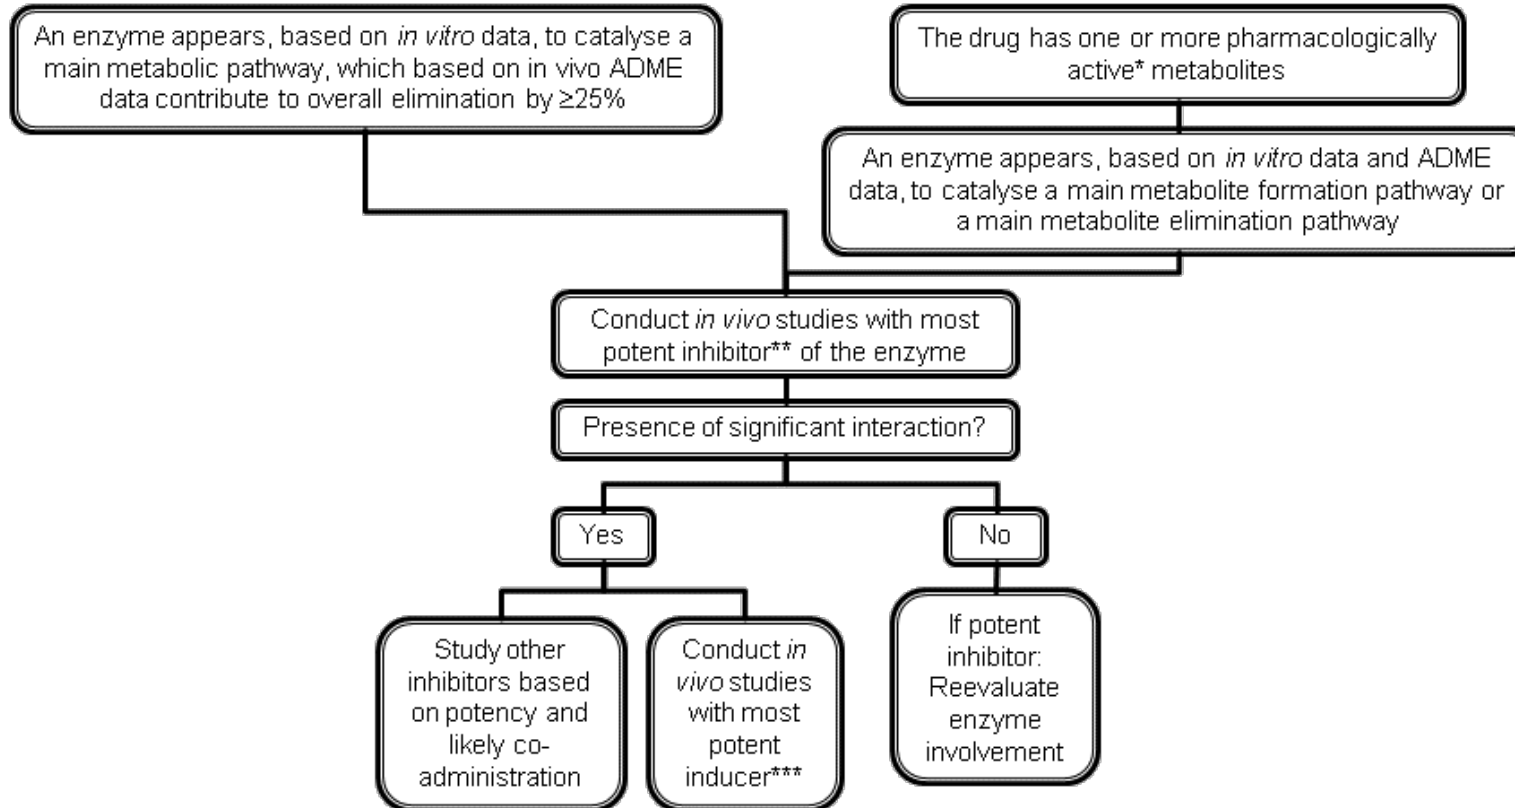 An enzyme appears, based on in vitro data, to catalyse a
main metabolic pathway, which based on in vivo ADME
data contribute to overall elimination by ≥25%
The drug has one or more pharmacologically
active* metabolites
An enzyme appears, based on in vitro data and ADME
data, to catalyse a main metabolite formation pathway or
a main metabolite elimination pathway
Conduct in vivo studies with most
potent inhibitor** of the enzyme
Presence of significant interaction?
Yes
No
Study other
inhibitors based
on potency and
likely co-
administration
Conduct in
vivo studies
with most
potent
inducer***
If potent
inhibitor:
Reevaluate
enzyme
involvement